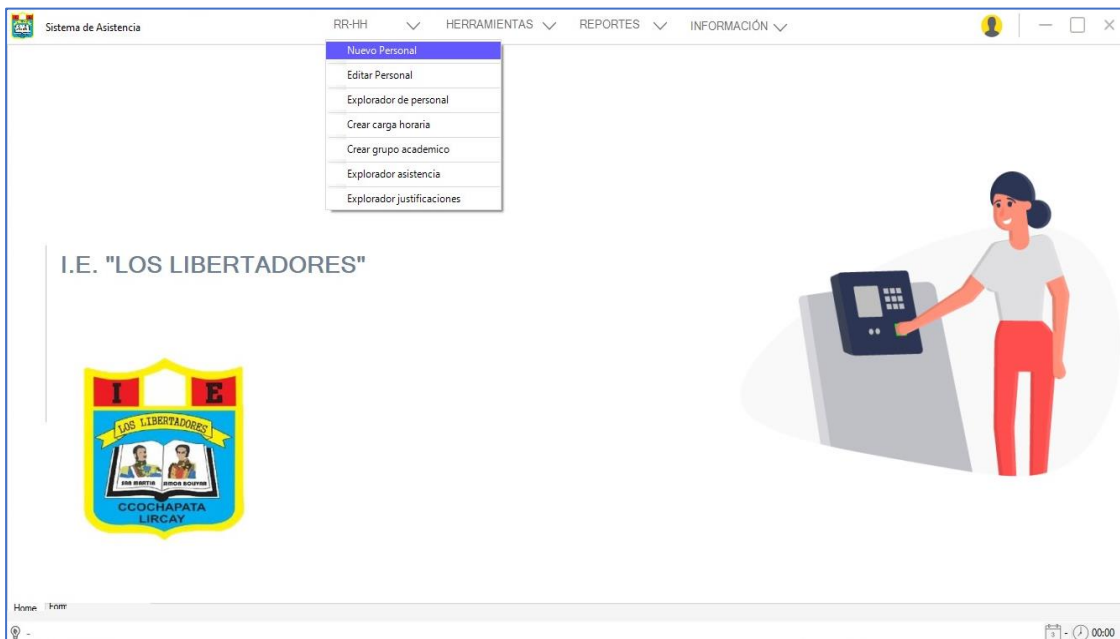 Sistema de Asistencia
RR-HH
HERRAMIENTAS
REPORTES
INFORMACIÓN
Nuevo Personal
Editar Personal
Explorador de personal
Crear carga horaria
Crear grupo academico
Explorador asistencia
Explorador justificaciones
I.E. "LOS LIBERTADORES"
I E
LOS LIBERTADORES
SAN MARTIN SIMON BOLIVAR
CCOCHAPATA
LIRCAY
Home Form
- 3 - 00:00